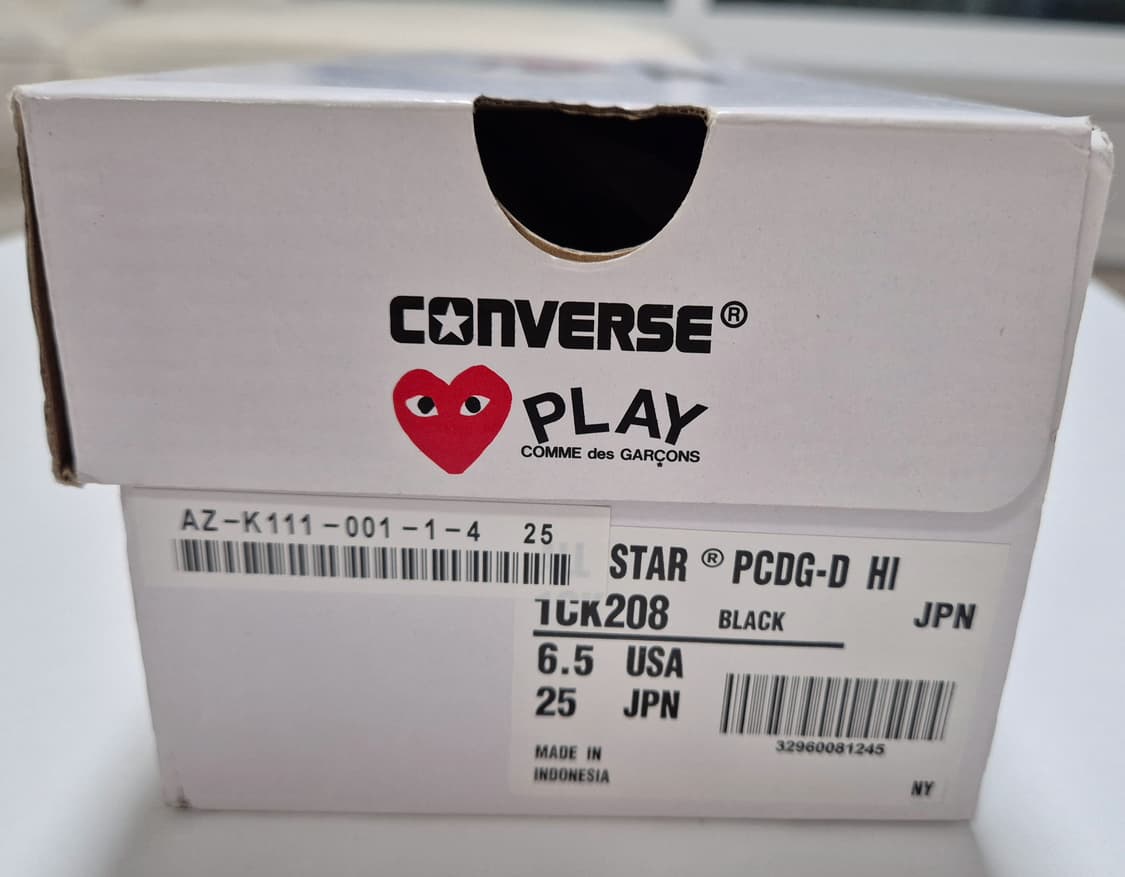 CONVERSE®
PLAY
COMME des GARÇONS
AZ-K111-001-1-4 25
STAR ® PCDG-D HI
1CK208 BLACK JPN
6.5 USA
25 JPN
32960081245
MADE IN
INDONESIA
NY